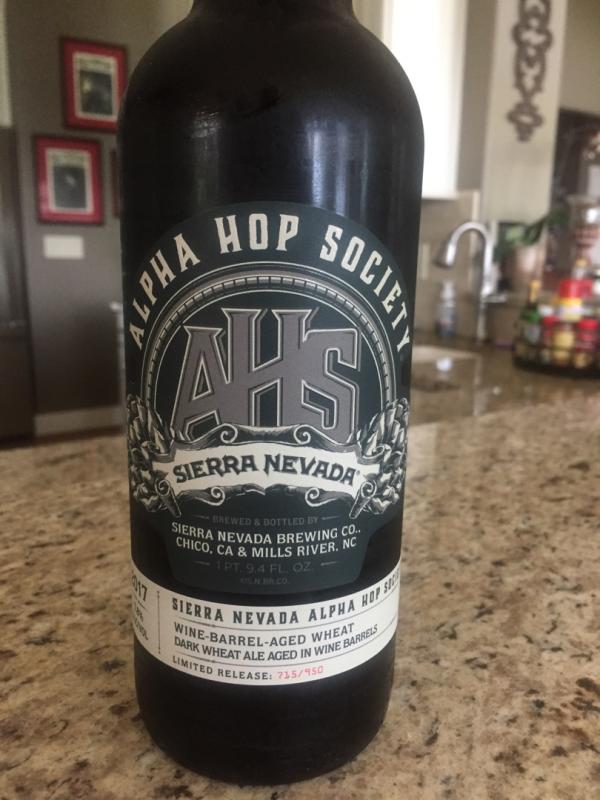 ALPHA HOP SOCIETY
AHS
SIERRA NEVADA
BREWED & BOTTLED BY
SIERRA NEVADA BREWING CO.,
CHICO, CA & MILLS RIVER, NC
1 PT. 9.4 FL. OZ.
©S.N.BR.CO.
2017
SIERRA NEVADA ALPHA HOP
WINE-BARREL-AGED WHEAT
DARK WHEAT ALE AGED IN WINE BARRELS
LIMITED RELEASE: 715/950